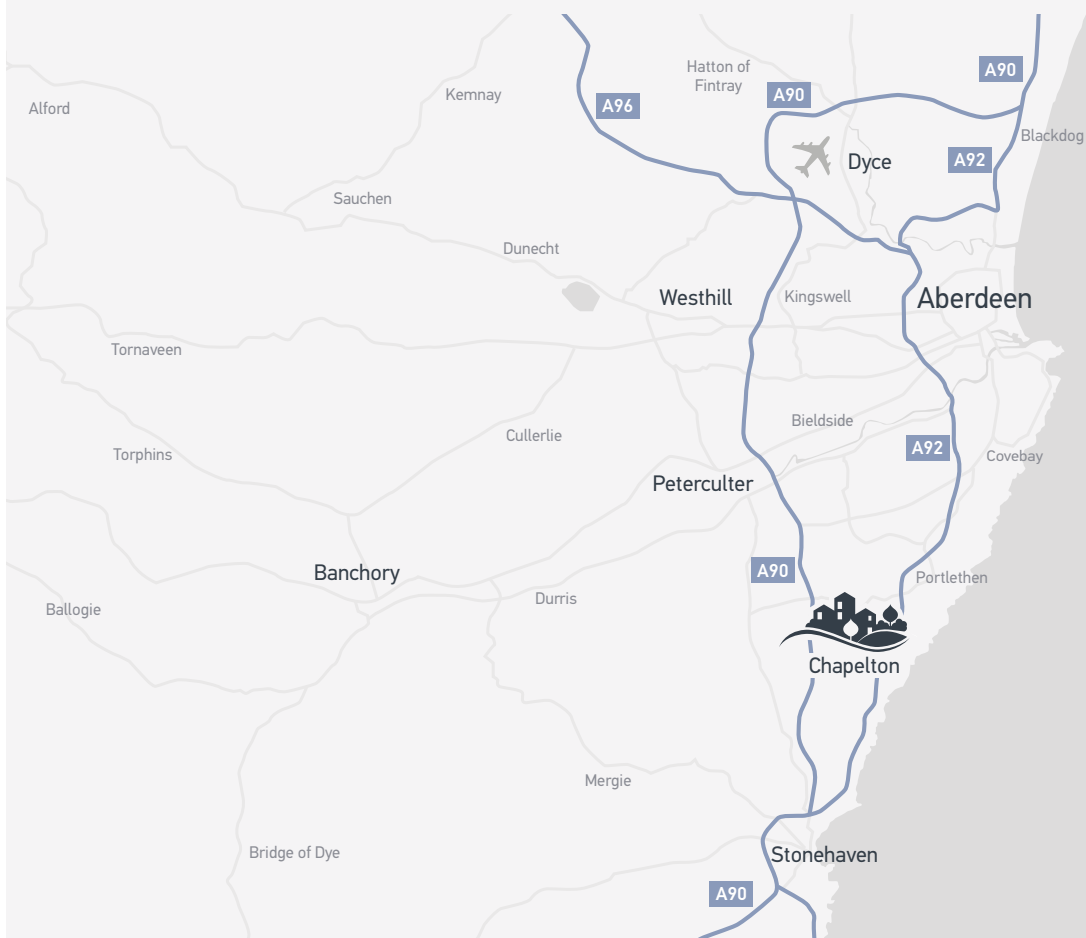 A90
Hatton of
Fintray
A90
Kemnay
A96
Alford
Blackdog
A92
Dyce
Sauchen
Dunecht
Westhill
Kingswell
Aberdeen
Tornaveen
Bieldside
Cullerlie
A92
Torphins
Covebay
Peterculter
A90
Banchory
Portlethen
Durris
Ballogie
Chapelton
Mergie
Bridge of Dye
Stonehaven
A90